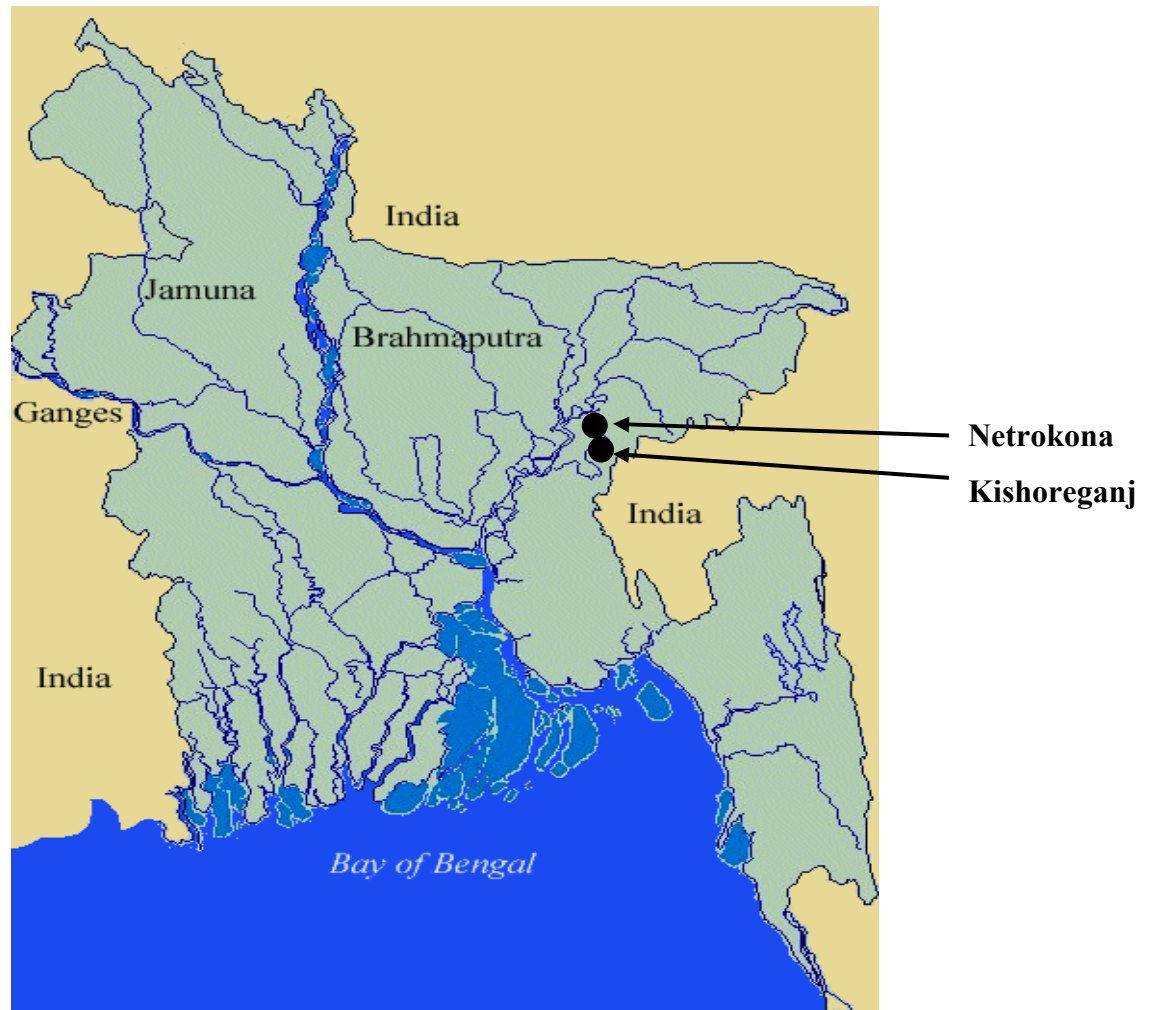 India
Jamuna
Brahmaputra
Ganges
Netrokona
Kishoreganj
India
India
Bay of Bengal